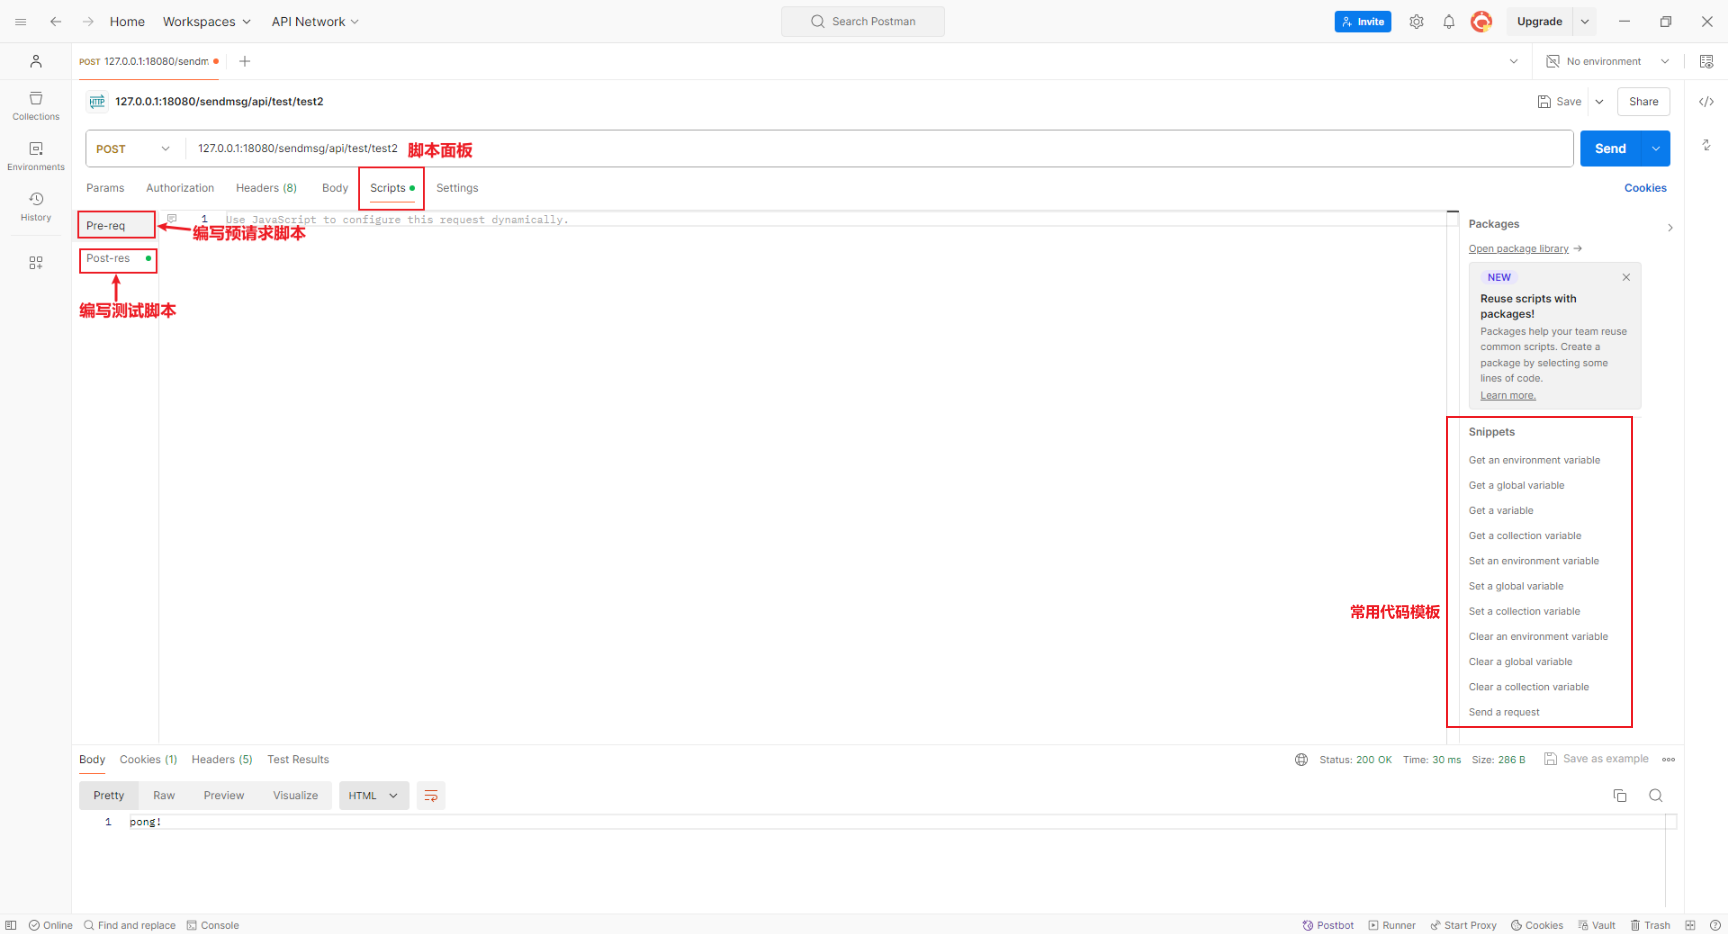 Home Workspaces API Network Search Postman Invite Upgrade
POST 127.0.0.1:18080/sendm No environment
HTTP 127.0.0.1:18080/sendmsg/api/test/test2 Save Share
POST 127.0.0.1:18080/sendmsg/api/test/test2 脚本面板 Send
Params Authorization Headers (8) Body Scripts Settings Cookies
Collections
Environments
History
Pre-req
编写预请求脚本
Post-res
编写测试脚本
1 Use JavaScript to configure this request dynamically.
Packages
Open package library →
NEW
Reuse scripts with
packages!
Packages help your team reuse
common scripts. Create a
package by selecting some
lines of code.
Learn more.
常用代码模板
Snippets
Get an environment variable
Get a global variable
Get a variable
Get a collection variable
Set an environment variable
Set a global variable
Set a collection variable
Clear an environment variable
Clear a global variable
Clear a collection variable
Send a request
Body Cookies (1) Headers (5) Test Results Status: 200 OK Time: 30 ms Size: 286 B Save as example
Pretty Raw Preview Visualize HTML
1 pong!
Online Find and replace Console Postbot Runner Start Proxy Cookies Vault Trash